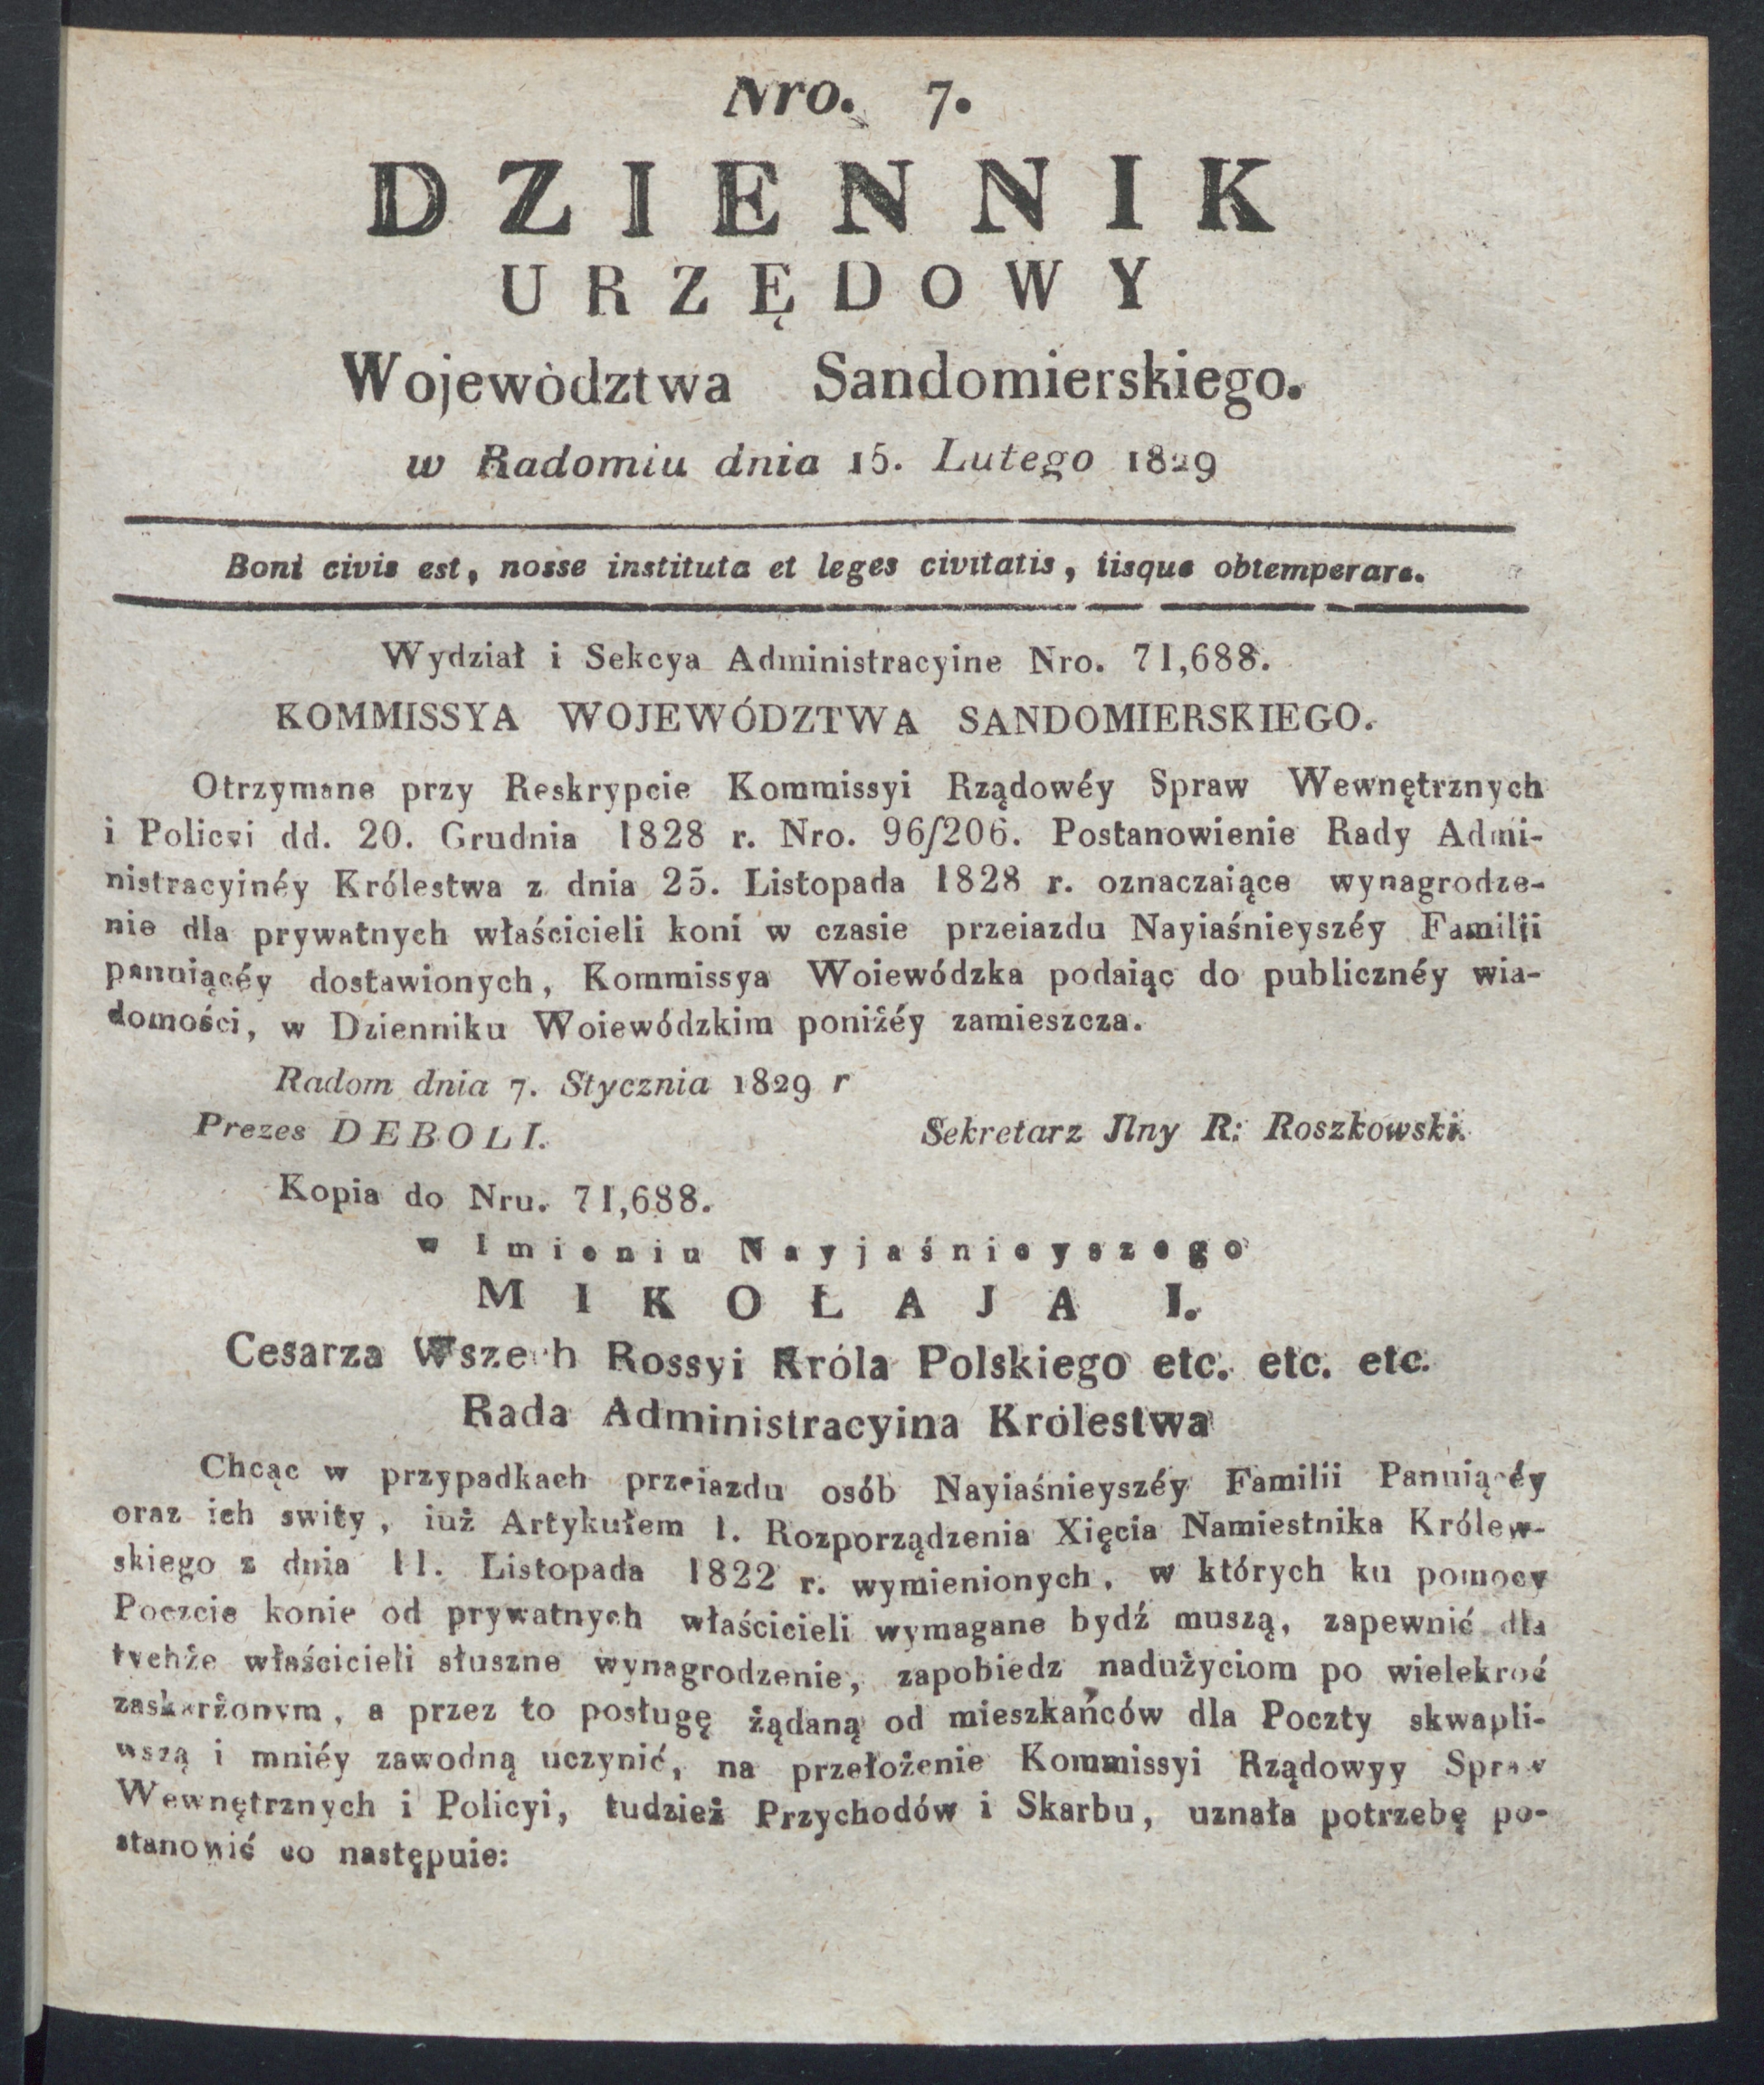 Nro. 7.
DZIENNIK
URZĘDOWY
Wojewòdztwa Sandomierskiego.
w Radomiu dnia 15. Lutego 1829
Boni civis est, nosse instituta et leges civitatis, iisque obtemperare.
Wydział i Sekcya Administracyine Nro. 71,688.
KOMMISSYA WOJEWÓDZTWA SANDOMIERSKIEGO.
Otrzymane przy Reskrypcie Kommissyi Rządowéy Spraw Wewnętrznych
i Policyi dd. 20. Grudnia 1828 r. Nro. 96/206. Postanowienie Rady Admi-
nistracyinéy Królestwa z dnia 25. Listopada 1828 r. oznaczaiące wynagrodze-
nie dla prywatnych właścicieli koni w czasie przeiazdu Nayiaśnieyszéy Familii
panuiącéy dostawionych, Kommissya Woiewódzka podaiąc do publicznéy wia-
domości, w Dzienniku Woiewódzkim poniżéy zamieszcza.
Radom dnia 7. Stycznia 1829 r
Prezes DEBOLI.
Sekretarz Jlny R: Roszkowski.
Kopia do Nru. 71,688.
w Imieniu Nayjaśnieyszego
MIKOŁAJA I.
Cesarza Wszech Rossyi Króla Polskiego etc. etc. etc.
Rada Administracyina Królestwa
Chcąc w przypadkach przeiazdu osób Nayiaśnieyszéy Familii Panuiącéy
oraz ich swity, iuż Artykułem 1. Rozporządzenia Xięcia Namiestnika Królew-
skiego z dnia 11. Listopada 1822 r. wymienionych, w których ku pomocy
Poczcie konie od prywatnych właścicieli wymagane bydź muszą, zapewnić dla
tychże właścicieli słuszne wynagrodzenie, zapobiedz nadużyciom po wielekroć
zaskarżonym, a przez to posługę żądaną od mieszkańców dla Poczty skwapli-
wszą i mniéy zawodną uczynić, na przełożenie Kommissyi Rządowyy Spraw
Wewnętrznych i Policyi, tudzież Przychodów i Skarbu, uznała potrzebę po-
stanowić co następuie: